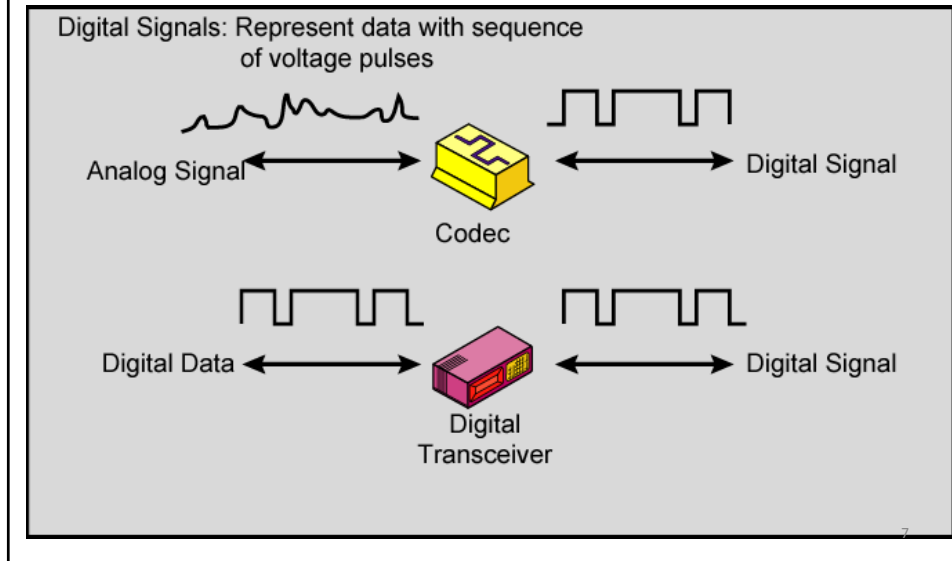 Digital Signals: Represent data with sequence
of voltage pulses
Analog Signal
Digital Signal
Codec
Digital Data
Digital Signal
Digital
Transceiver
7